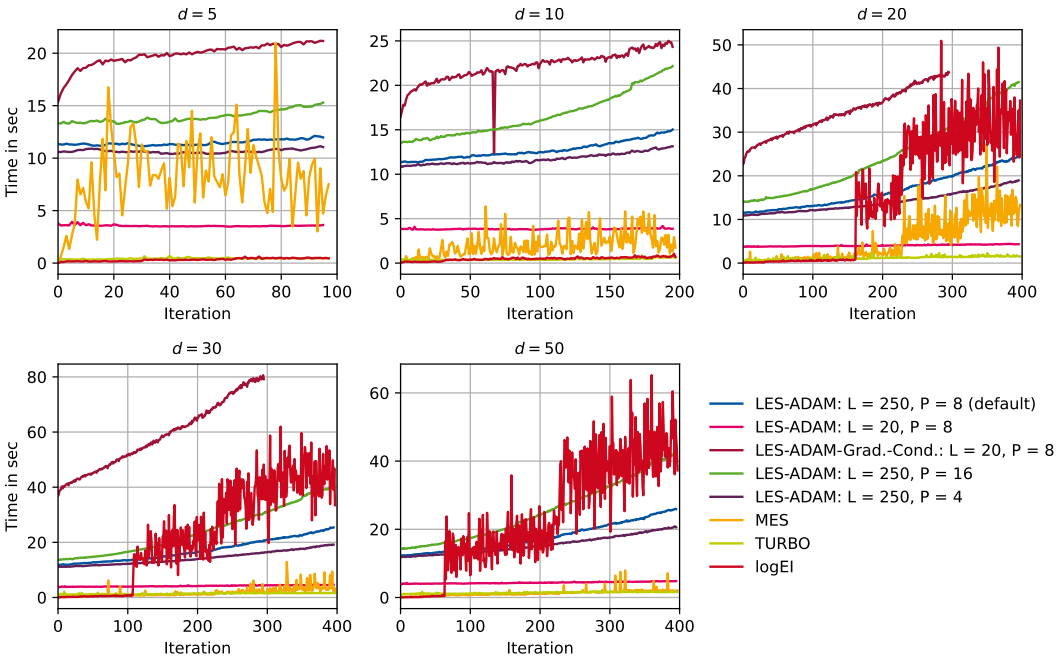 d = 5
d = 10
d = 20
Time in sec
20
15
10
5
0
0 20 40 60 80 100
Iteration
25
20
15
10
5
0
0 50 100 150 200
Iteration
50
40
30
20
10
0
0 100 200 300 400
Iteration
d = 30
d = 50
Time in sec
80
60
40
20
0
0 100 200 300 400
Iteration
60
40
20
0
0 100 200 300 400
Iteration
LES-ADAM: L = 250, P = 8 (default)
LES-ADAM: L = 20, P = 8
LES-ADAM-Grad.-Cond.: L = 20, P = 8
LES-ADAM: L = 250, P = 16
LES-ADAM: L = 250, P = 4
MES
TURBO
logEI